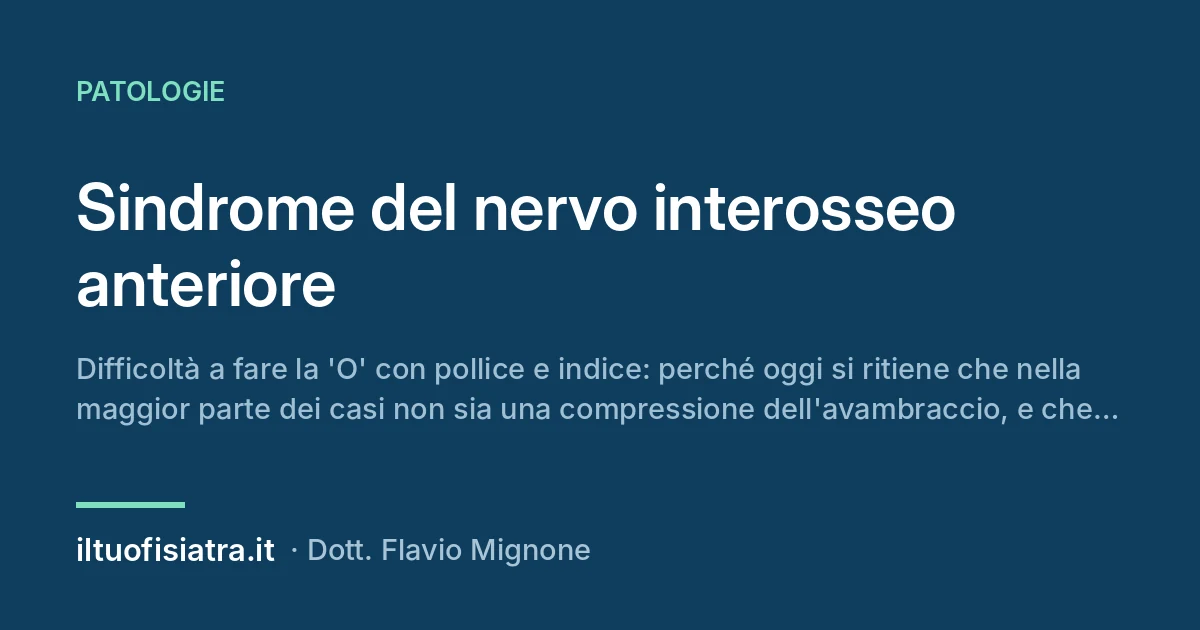 PATOLOGIE
Sindrome del nervo interosseo
anteriore
Difficoltà a fare la 'O' con pollice e indice: perché oggi si ritiene che nella
maggior parte dei casi non sia una compressione dell'avambraccio, e che...
iltuofisiatra.it · Dott. Flavio Mignone